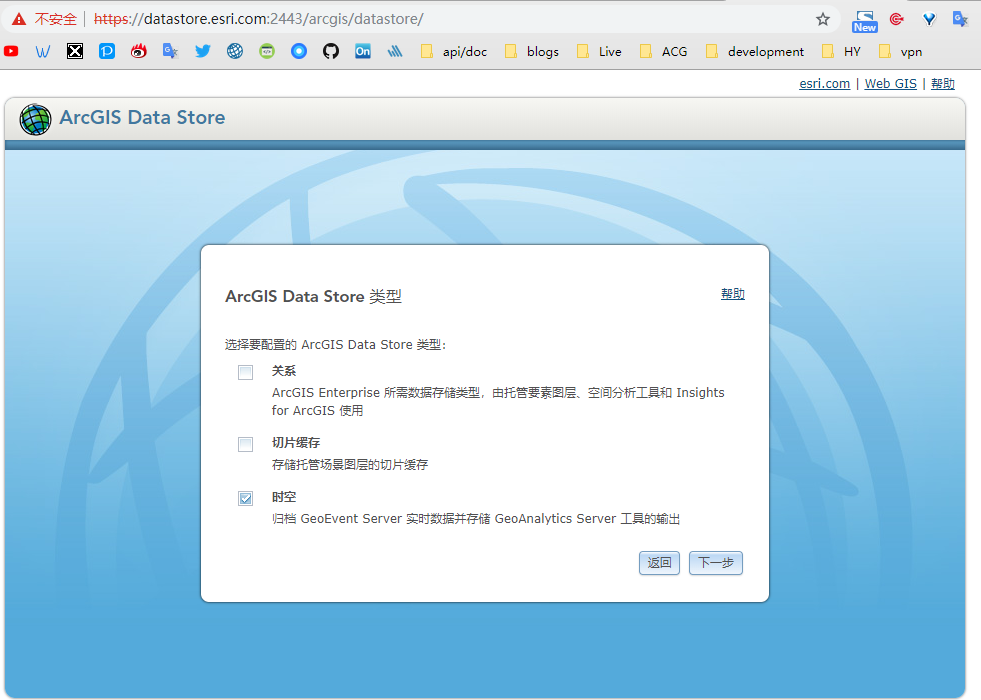 不安全 | https://datastore.esri.com:2443/arcgis/datastore/
New
api/doc blogs Live ACG development HY vpn
esri.com | Web GIS | 帮助
ArcGIS Data Store
ArcGIS Data Store 类型 帮助
选择要配置的 ArcGIS Data Store 类型:
关系
ArcGIS Enterprise 所需数据存储类型，由托管要素图层、空间分析工具和 Insights
for ArcGIS 使用
切片缓存
存储托管场景图层的切片缓存
时空
归档 GeoEvent Server 实时数据并存储 GeoAnalytics Server 工具的输出
返回 下一步